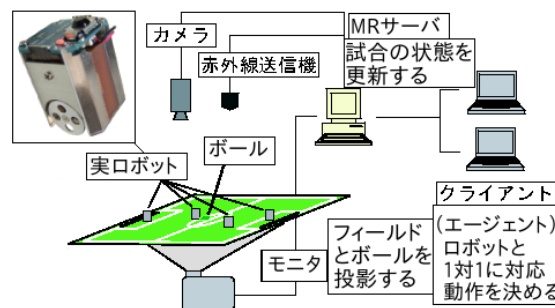 カメラ
赤外線送信機
MRサーバ
試合の状態を
更新する
実ロボット
ボール
モニタ
フィールド
とボールを
投影する
クライアント
(エージェント)
ロボットと
1対1に対応
動作を決める